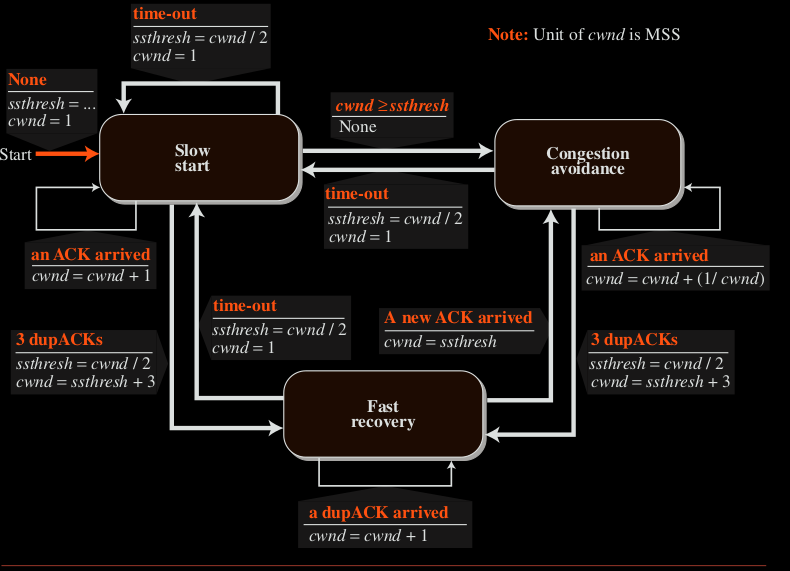 time-out
ssthresh = cwnd / 2
cwnd = 1
Note: Unit of cwnd is MSS
None
ssthresh = ...
cwnd = 1
Start
Slow
start
cwnd ≥ ssthresh
None
Congestion
avoidance
time-out
ssthresh = cwnd / 2
cwnd = 1
an ACK arrived
cwnd = cwnd + 1
an ACK arrived
cwnd = cwnd + (1/ cwnd)
time-out
ssthresh = cwnd / 2
cwnd = 1
A new ACK arrived
cwnd = ssthresh
3 dupACKs
ssthresh = cwnd / 2
cwnd = ssthresh + 3
3 dupACKs
ssthresh = cwnd / 2
cwnd = ssthresh + 3
Fast
recovery
a dupACK arrived
cwnd = cwnd + 1